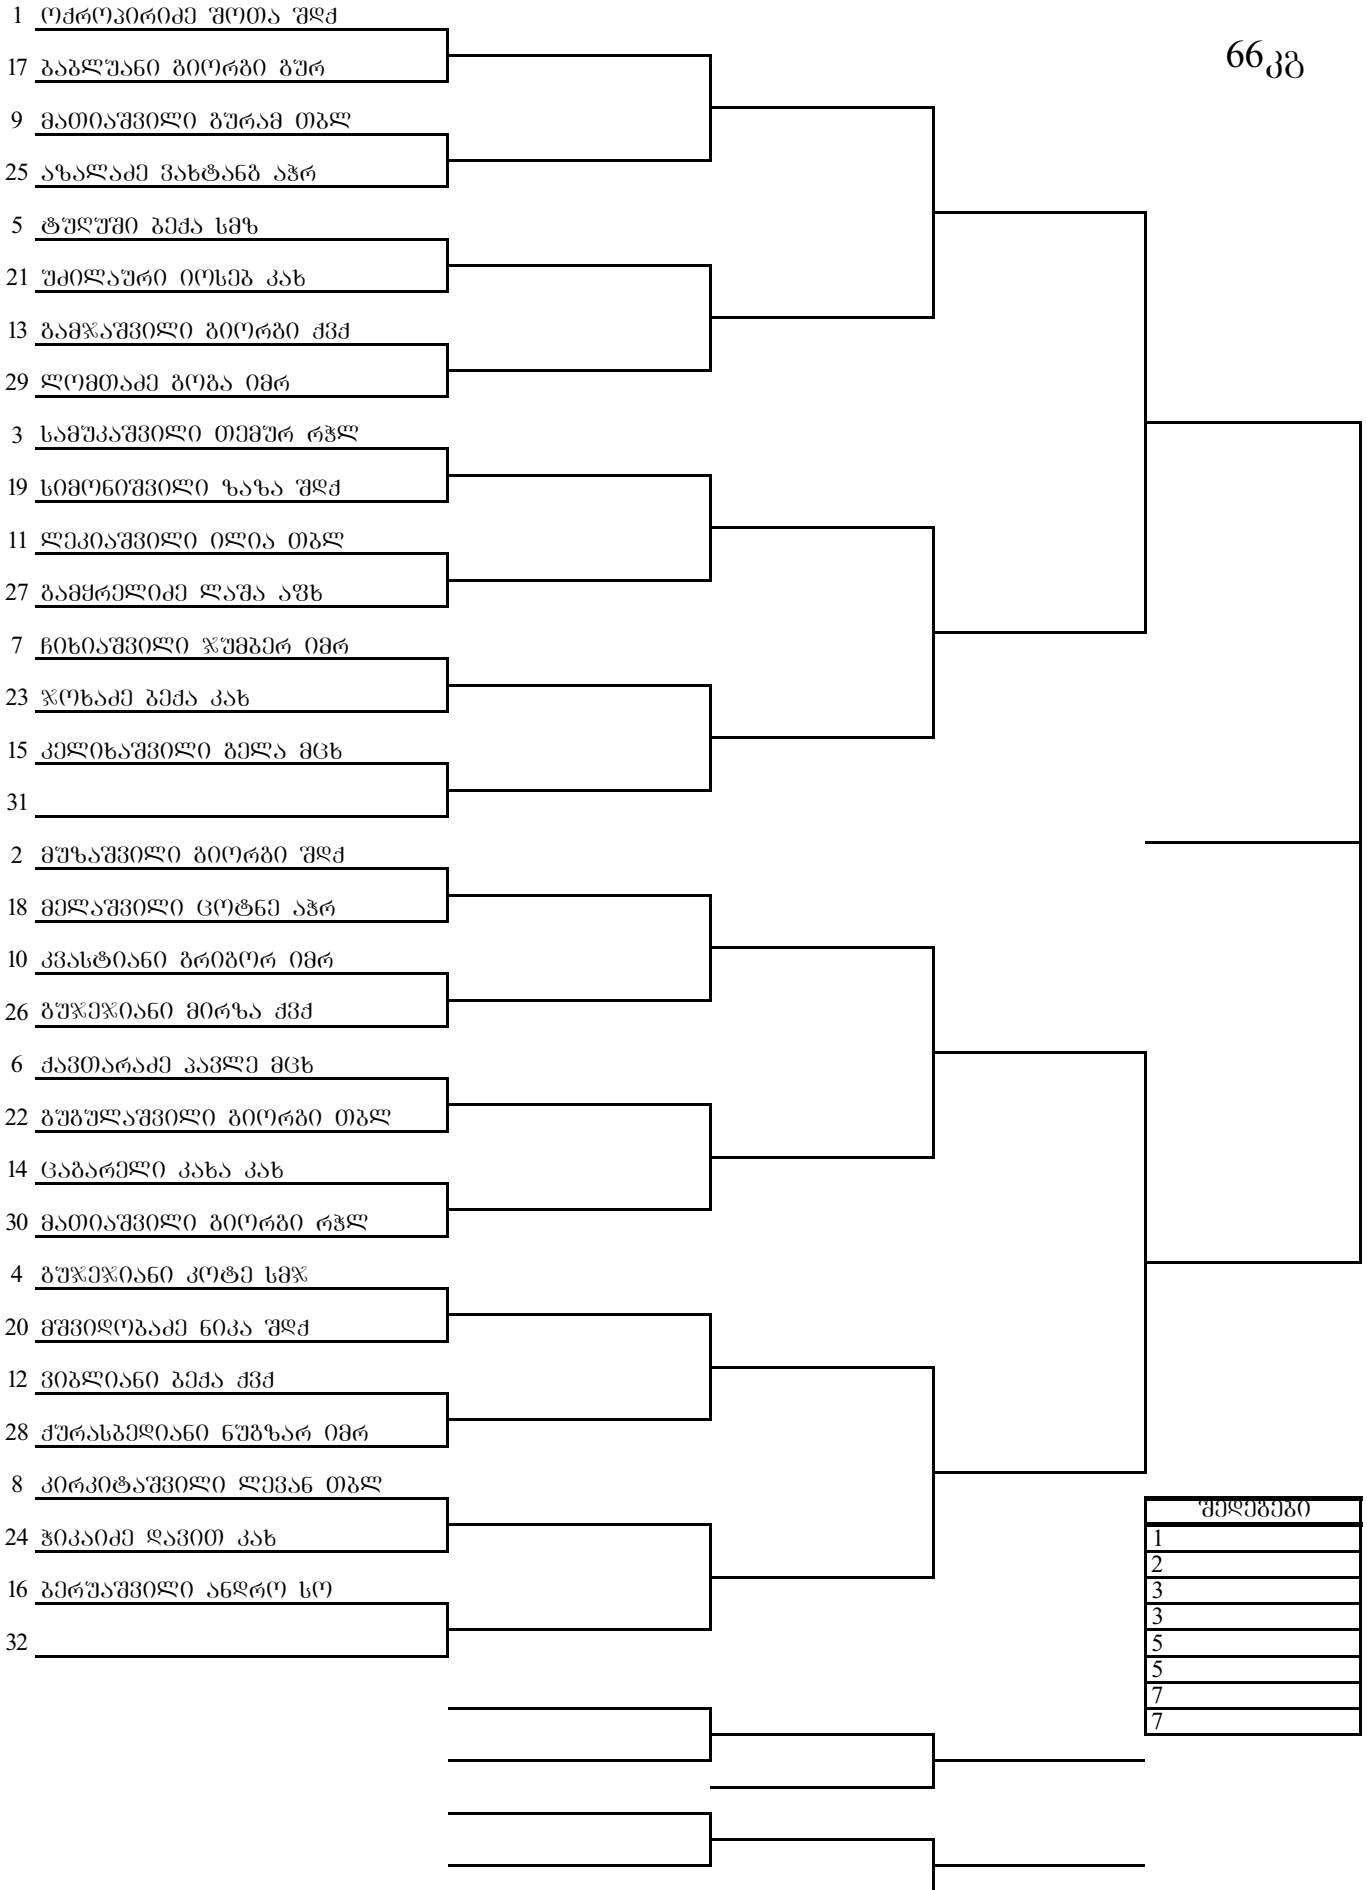 1 ოქროპირიძე შოთა შდქ
66კგ
17 ბაბლუანი გიორგი გურ
9 მათიაშვილი გურამ თბლ
25 აზალაძე ვახტანგ აჭრ
5 ტუღუში ბექა სმზ
21 უძილაური იოსებ კახ
13 გამჯაშვილი გიორგი ქვქ
29 ლომთაძე გოგა იმრ
3 სამუკაშვილი თემურ რჭლ
19 სიმონიშვილი ზაზა შდქ
11 ლეკიაშვილი ილია თბლ
27 გამყრელიძე ლაშა აფხ
7 ჩიხიაშვილი ჯუმბერ იმრ
23 ჯოხაძე ბექა კახ
15 კელიხაშვილი გელა მცხ
31
2 მუზაშვილი გიორგი შდქ
18 მელაშვილი ცოტნე აჭრ
10 კვასტიანი გრიგორ იმრ
26 გუჯეჯიანი მირზა ქვქ
6 ქავთარაძე პავლე მცხ
22 გუგულაშვილი გიორგი თბლ
14 ცაგარელი კახა კახ
30 მათიაშვილი გიორგი რჭლ
4 გუჯეჯიანი კოტე სმჯ
20 მშვიდობაძე ნიკა შდქ
12 ვიბლიანი ბექა ქვქ
28 ქურასბედიანი ნუგზარ იმრ
8 კირკიტაშვილი ლევან თბლ
24 ჭიკაიძე დავით კახ
16 ბერუაშვილი ანდრო სო
32
შედეგები
1
2
3
3
5
5
7
7